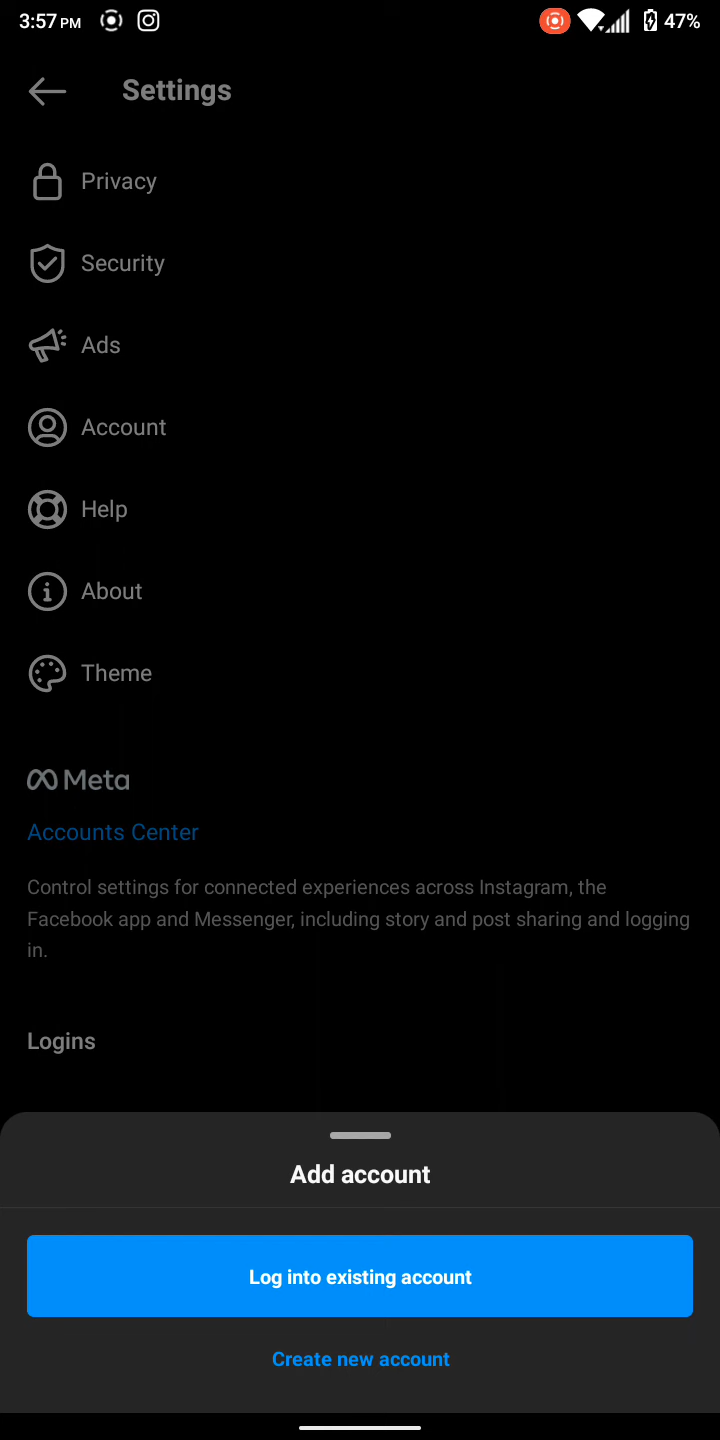 3:57 PM
47%
Settings
Privacy
Security
Ads
Account
Help
About
Theme
Meta
Accounts Center
Control settings for connected experiences across Instagram, the
Facebook app and Messenger, including story and post sharing and logging
in.
Logins
Add account
Log into existing account
Create new account